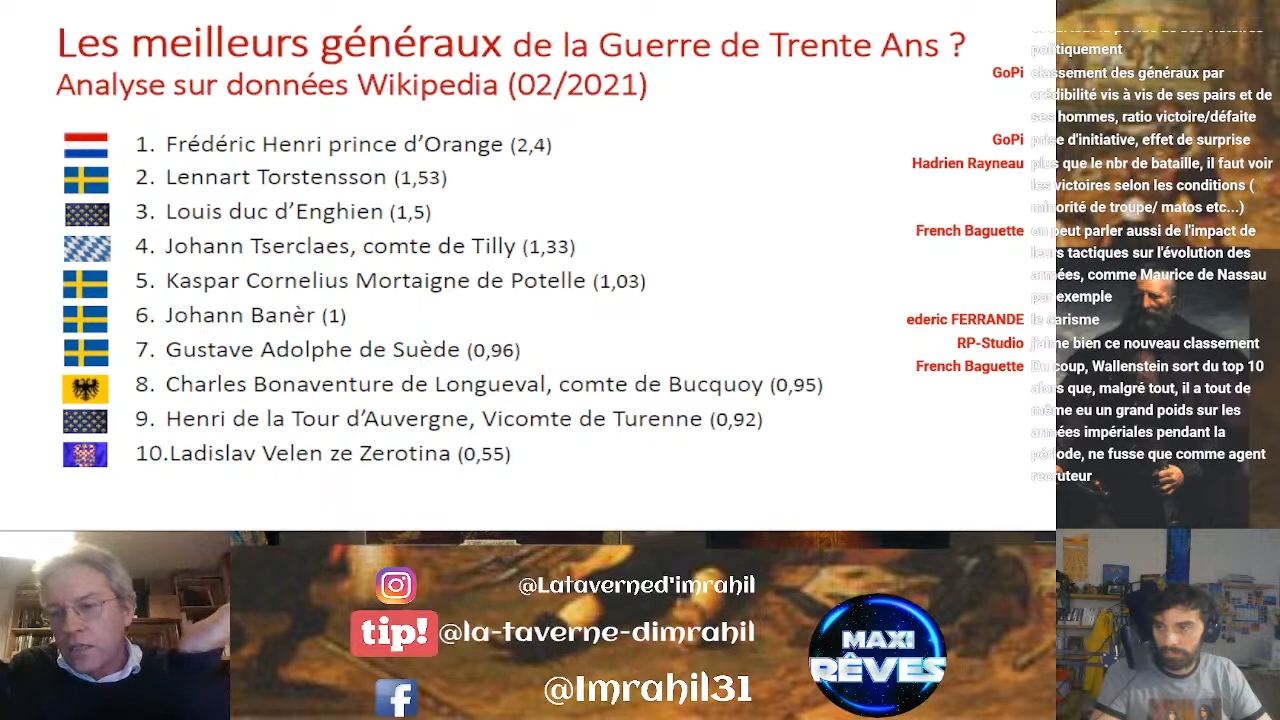 Les meilleurs généraux de la Guerre de Trente Ans ?
Analyse sur données Wikipedia (02/2021)
1. Frédéric Henri prince d’Orange (2,4)
2. Lennart Torstensson (1,53)
3. Louis duc d’Enghien (1,5)
4. Johann Tserclaes, comte de Tilly (1,33)
5. Kaspar Cornelius Mortaigne de Potelle (1,03)
6. Johann Banèr (1)
7. Gustave Adolphe de Suède (0,96)
8. Charles Bonaventure de Longueval, comte de Bucquoy (0,95)
9. Henri de la Tour d’Auvergne, Vicomte de Turenne (0,92)
10.Ladislav Velen ze Zerotina (0,55)
politiquement
GoPi classement des généraux par
crédibilité vis à vis de ses pairs et de
ses hommes, ratio victoire/défaite
GoPi prise d'initiative, effet de surprise
Hadrien Rayneau plus que le nbr de bataille, il faut voir
les victoires selon les conditions (
minorité de troupe/ matos etc...)
French Baguette on peut parler aussi de l'impact de
leurs tactiques sur l'évolution des
armées, comme Maurice de Nassau
par exemple
ederic FERRANDE le carisme
RP-Studio j'aime bien ce nouveau classement
French Baguette Du coup, Wallenstein sort du top 10
alors que, malgré tout, il a tout de
même eu un grand poids sur les
armées impériales pendant la
période, ne fusse que comme agent
recruteur
@Lataverned'imrahil
tip! @la-taverne-dimrahil
@Imrahil31
MAXI
RÊVES